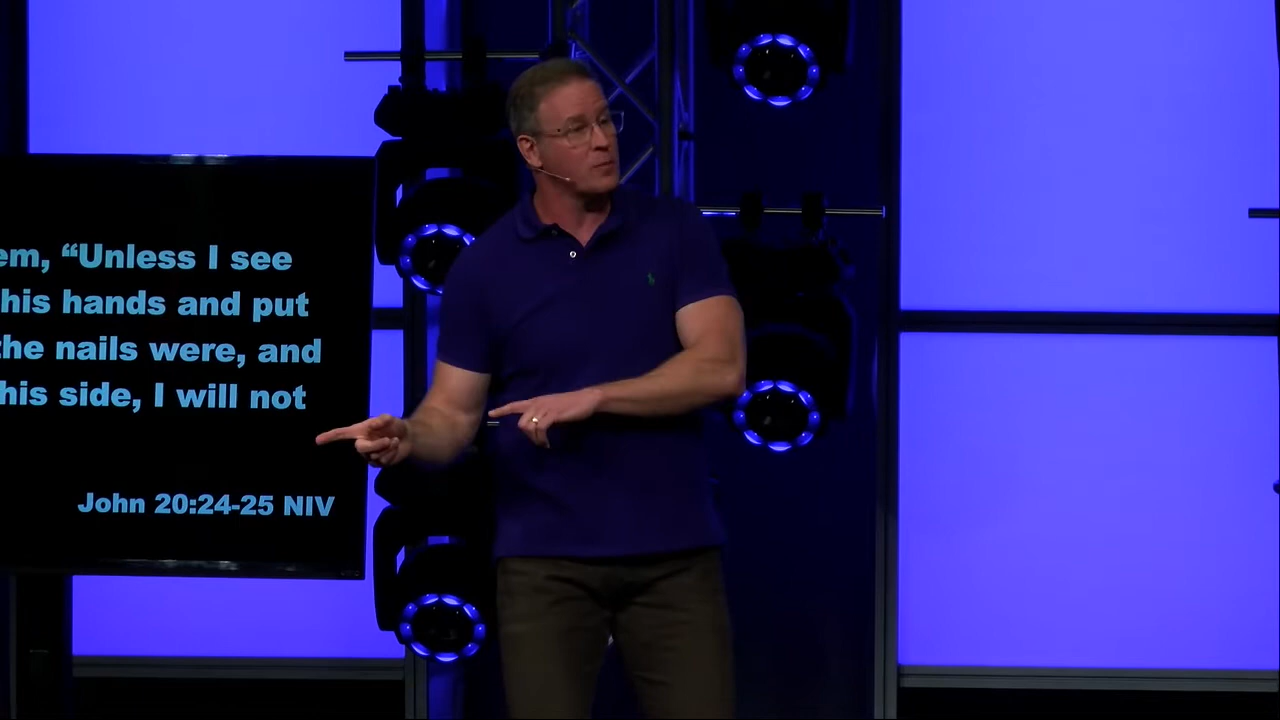 em, “Unless I see
his hands and put
the nails were, and
his side, I will not
John 20:24-25 NIV